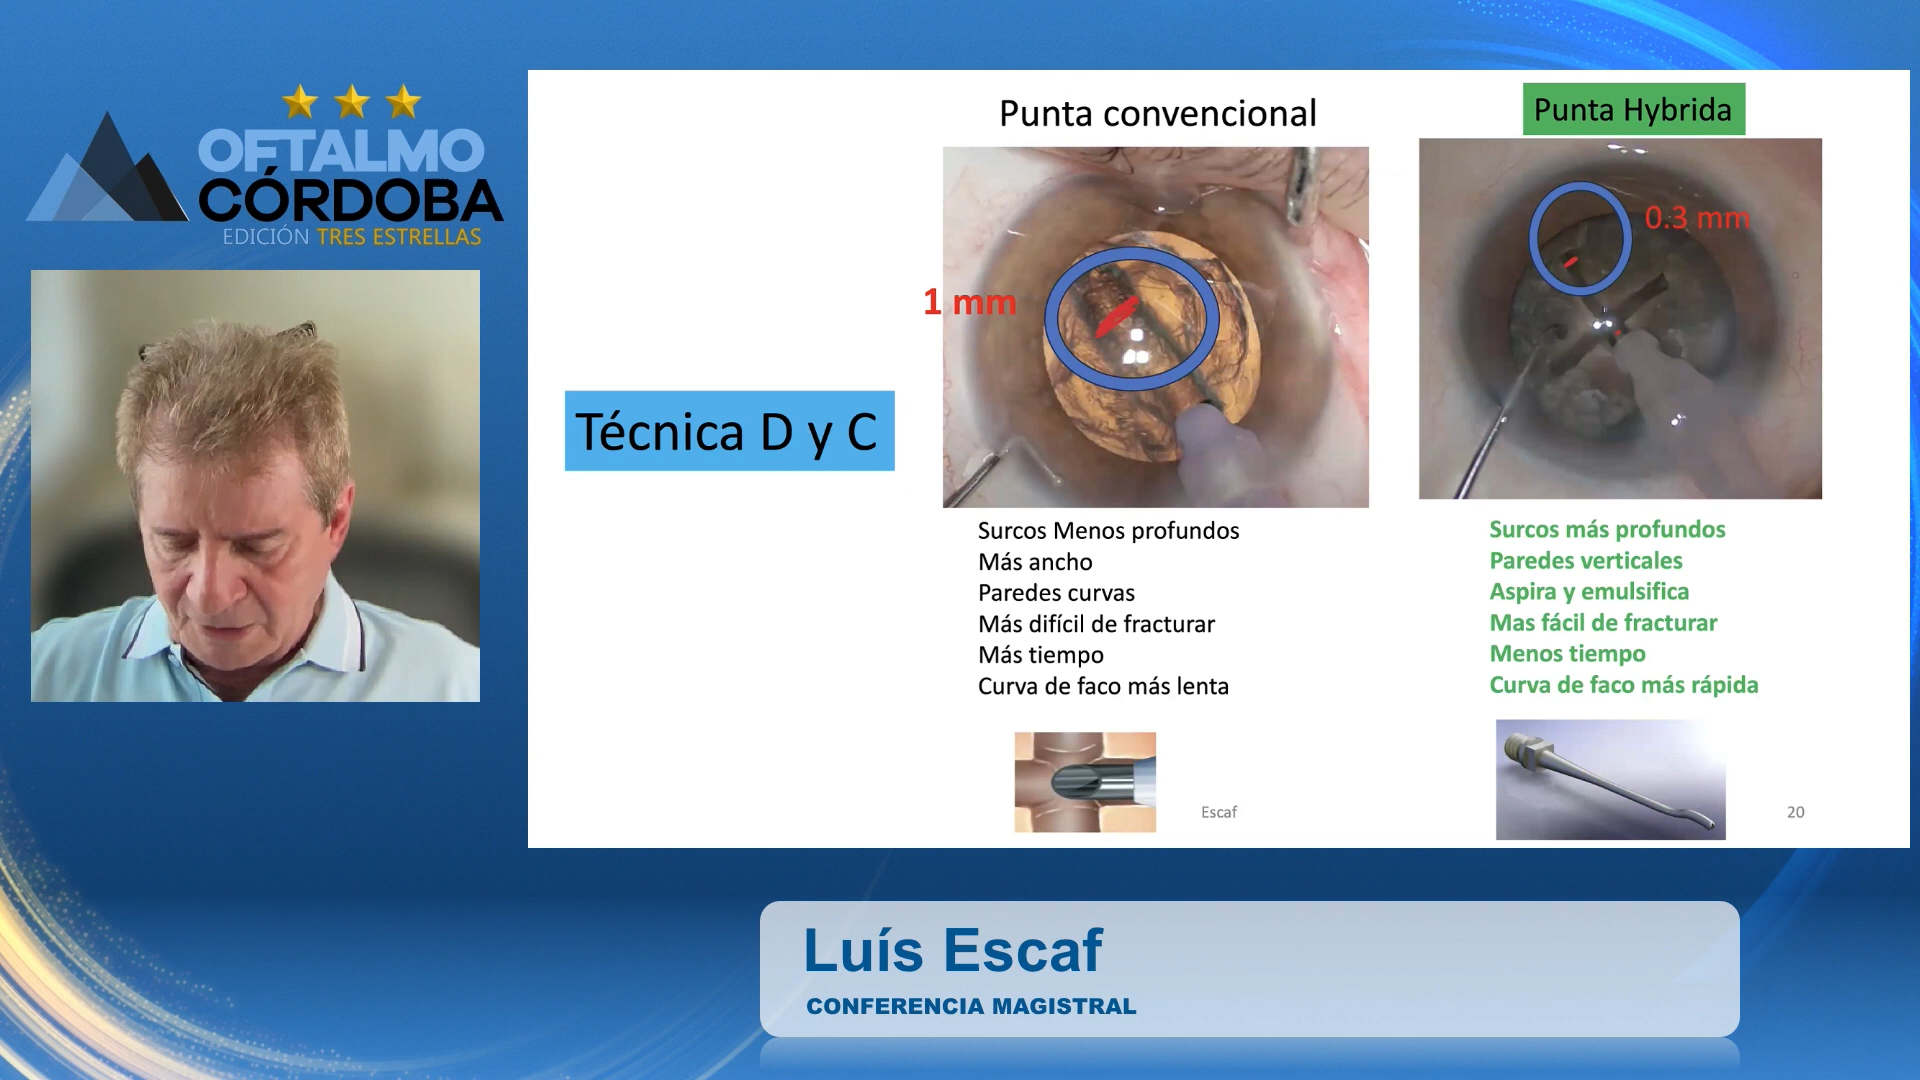 OFTALMO
CÓRDOBA
EDICIÓN TRES ESTRELLAS
Técnica D y C
Punta convencional
1 mm
Surcos Menos profundos
Más ancho
Paredes curvas
Más difícil de fracturar
Más tiempo
Curva de faco más lenta
Punta Hybrida
0.3 mm
Surcos más profundos
Paredes verticales
Aspira y emulsifica
Mas fácil de fracturar
Menos tiempo
Curva de faco más rápida
Escaf
20
Luís Escaf
CONFERENCIA MAGISTRAL